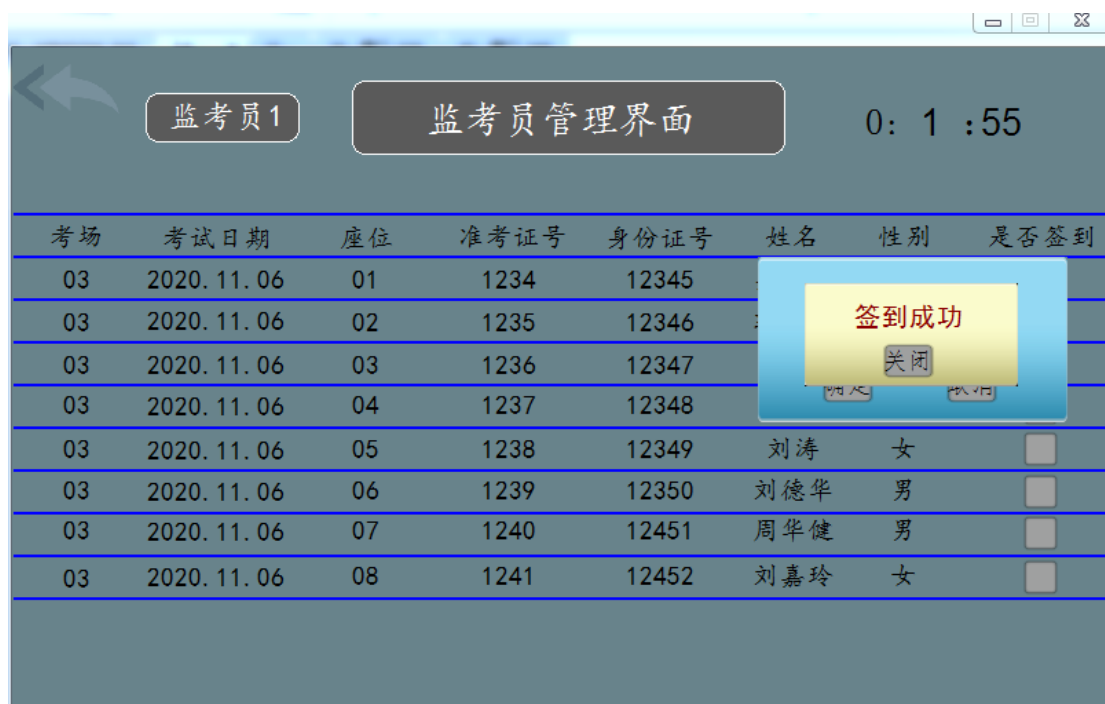 监考员1 监考员管理界面 0: 1 :55
考场 考试日期 座位 准考证号 身份证号 姓名 性别 是否签到
03 2020.11.06 01 1234 12345
03 2020.11.06 02 1235 12346
签到成功
03 2020.11.06 03 1236 12347
关闭
03 2020.11.06 04 1237 12348
确定 取消
03 2020.11.06 05 1238 12349 刘涛 女
03 2020.11.06 06 1239 12350 刘德华 男
03 2020.11.06 07 1240 12451 周华健 男
03 2020.11.06 08 1241 12452 刘嘉玲 女